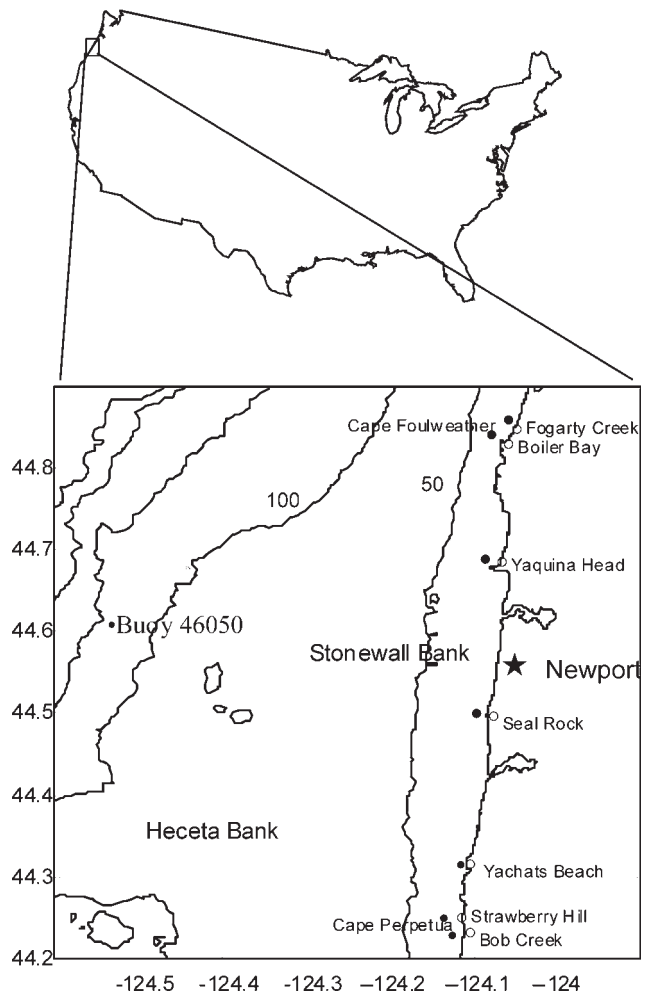 Cape Foulweather
Fogarty Creek
Boiler Bay
44.8
50
100
44.7
Yaquina Head
44.6
Buoy 46050
Stonewall Bank
Newport
44.5
Seal Rock
44.4
Heceta Bank
44.3
Yachats Beach
Strawberry Hill
Cape Perpetua
Bob Creek
44.2
-124.5 -124.4 -124.3 –124.2 –124.1 –124